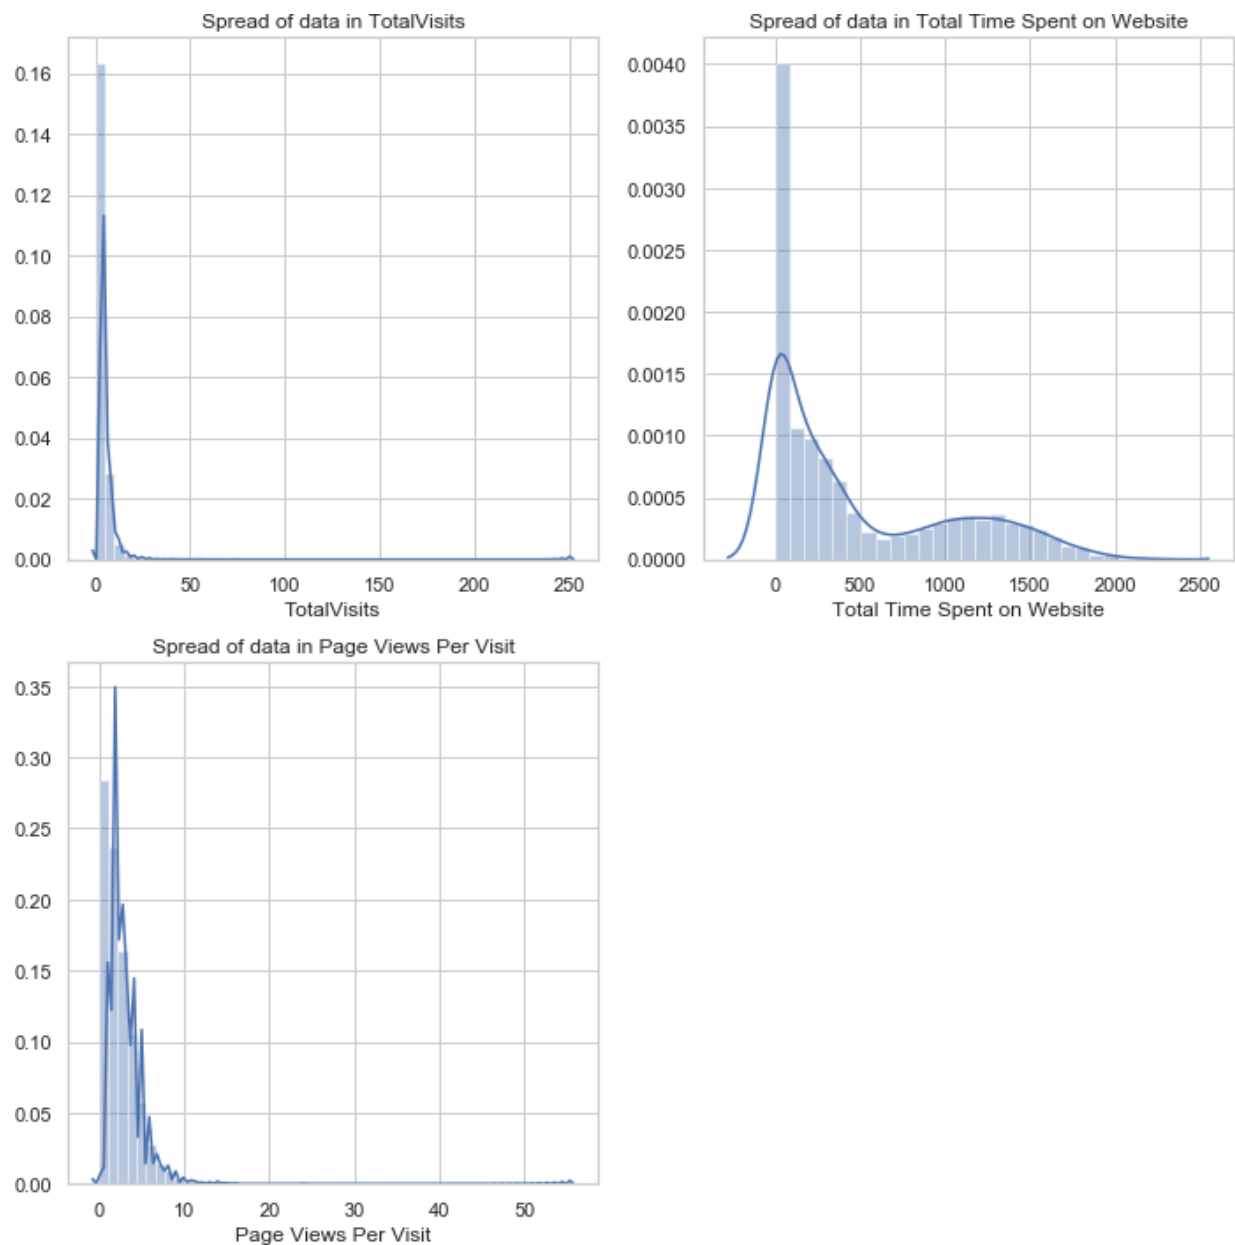 Spread of data in TotalVisits
0.16
0.14
0.12
0.10
0.08
0.06
0.04
0.02
0.00
0 50 100 150 200 250
TotalVisits
Spread of data in Total Time Spent on Website
0.0040
0.0035
0.0030
0.0025
0.0020
0.0015
0.0010
0.0005
0.0000
0 500 1000 1500 2000 2500
Total Time Spent on Website
Spread of data in Page Views Per Visit
0.35
0.30
0.25
0.20
0.15
0.10
0.05
0.00
0 10 20 30 40 50
Page Views Per Visit